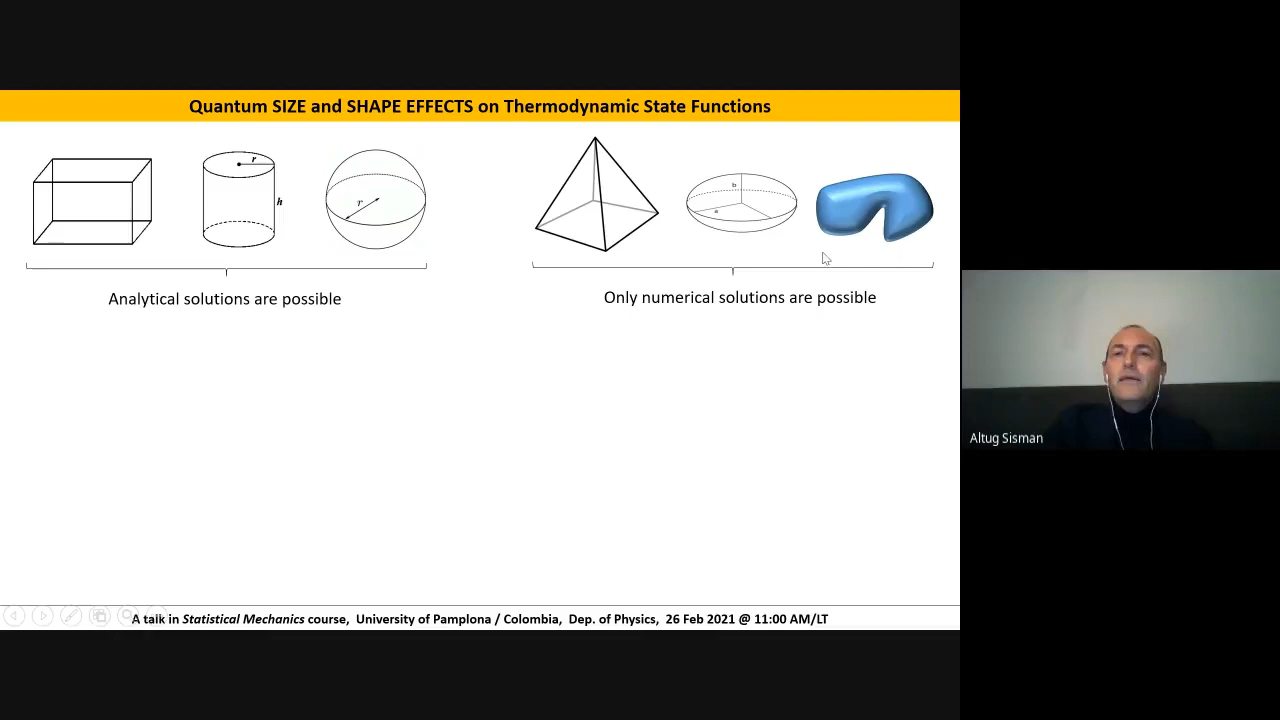 Quantum SIZE and SHAPE EFFECTS on Thermodynamic State Functions
r
h
r
b
a
Analytical solutions are possible
Only numerical solutions are possible
Altug Sisman
A talk in Statistical Mechanics course, University of Pamplona / Colombia, Dep. of Physics, 26 Feb 2021 @ 11:00 AM/LT